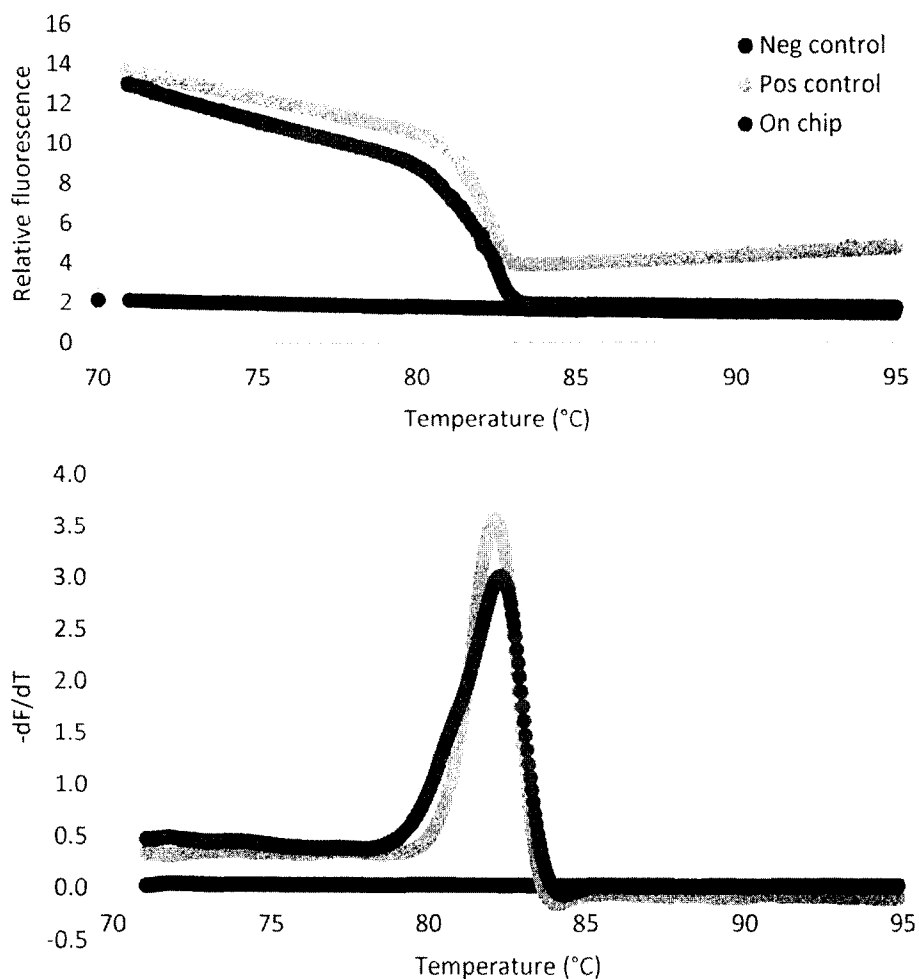 16
14
12
10
8
6
4
2
0
Relative fluorescence
Neg control
Pos control
On chip
70 75 80 85 90 95
Temperature (°C)
4.0
3.5
3.0
2.5
2.0
1.5
1.0
0.5
0.0
-0.5
-dF/dT
70 75 80 85 90 95
Temperature (°C)